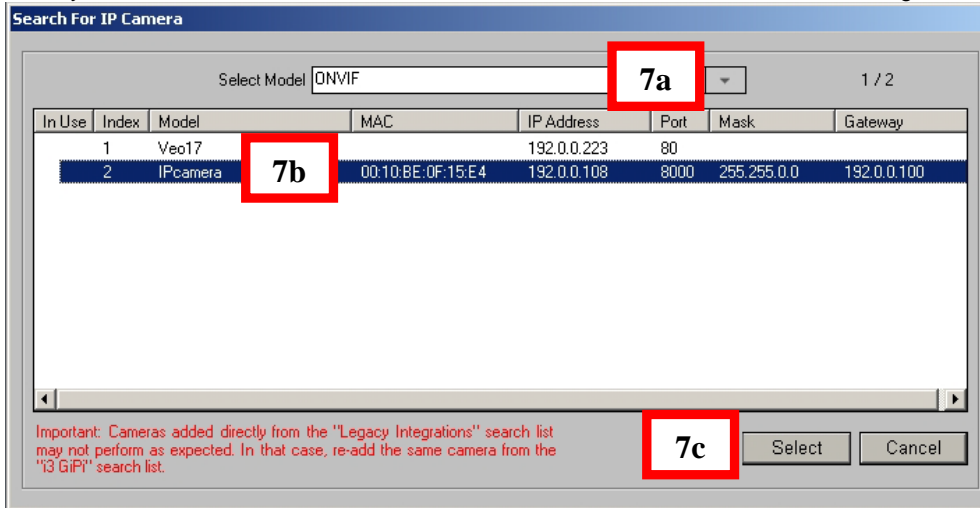 Search For IP Camera
Select Model ONVIF 7a 1 / 2
In Use Index Model MAC IP Address Port Mask Gateway
1 Veo17 192.0.0.223 80
2 IPcamera 7b 00:10:BE:0F:15:E4 192.0.0.108 8000 255.255.0.0 192.0.0.100
Important: Cameras added directly from the "Legacy Integrations" search list
may not perform as expected. In that case, re-add the same camera from the
"i3 GiPi" search list.
7c Select Cancel